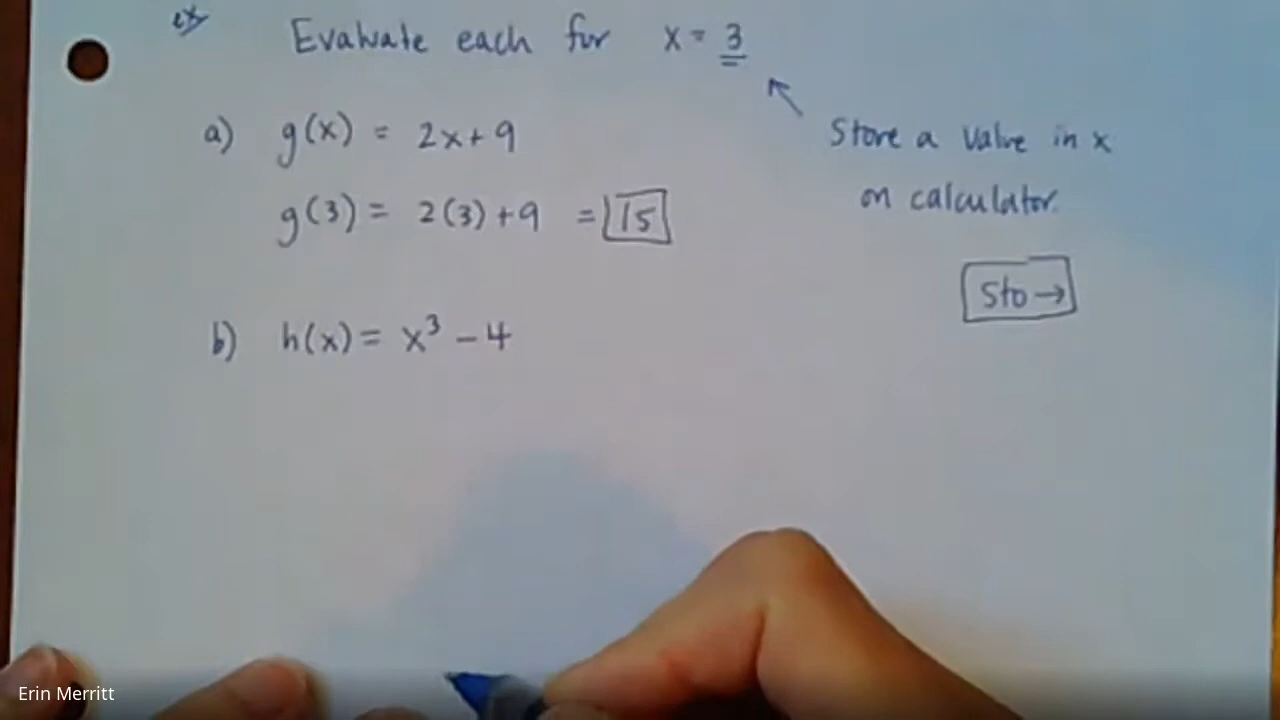 ex
Evaluate each for x = 3
a) g(x) = 2x+9
Store a value in x
on calculator.
g(3) = 2(3)+9 = 15
Sto→
b) h(x) = x³ - 4
Erin Merritt